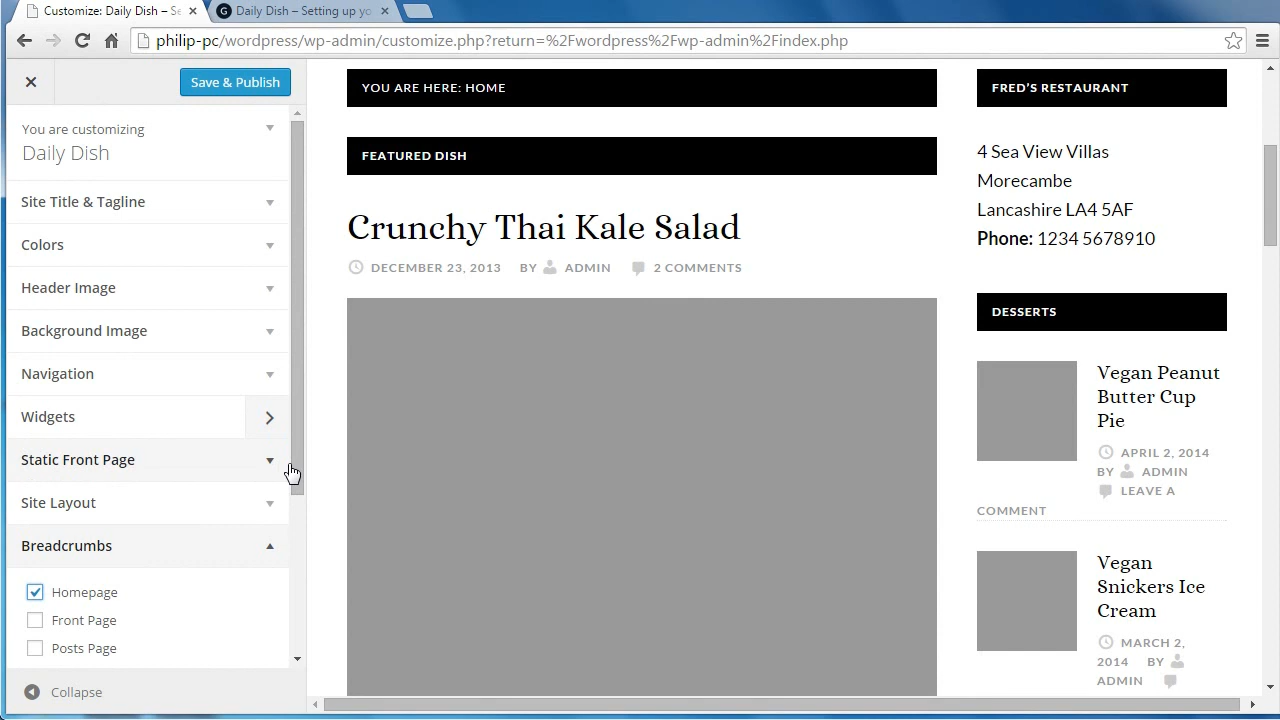 Customize: Daily Dish – Se
Daily Dish – Setting up yo
philip-pc/wordpress/wp-admin/customize.php?return=%2Fwordpress%2Fwp-admin%2Findex.php
Save & Publish
You are customizing
Daily Dish
Site Title & Tagline
Colors
Header Image
Background Image
Navigation
Widgets
Static Front Page
Site Layout
Breadcrumbs
Homepage
Front Page
Posts Page
Collapse
YOU ARE HERE: HOME
FEATURED DISH
Crunchy Thai Kale Salad
DECEMBER 23, 2013 BY ADMIN 2 COMMENTS
FRED'S RESTAURANT
4 Sea View Villas
Morecambe
Lancashire LA4 5AF
Phone: 1234 5678910
DESSERTS
Vegan Peanut
Butter Cup
Pie
APRIL 2, 2014
BY ADMIN
LEAVE A
COMMENT
Vegan
Snickers Ice
Cream
MARCH 2,
2014 BY
ADMIN